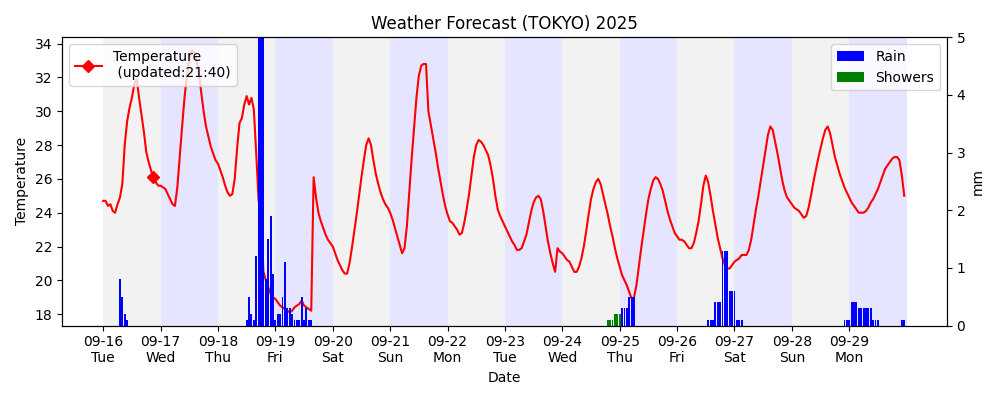 Weather Forecast (TOKYO) 2025
Temperature
(updated:21:40)
Rain
Showers
34
32
30
28
26
24
22
20
18
Temperature
5
4
3
2
1
0
mm
09-16 09-17 09-18 09-19 09-20 09-21 09-22 09-23 09-24 09-25 09-26 09-27 09-28 09-29
Tue Wed Thu Fri Sat Sun Mon Tue Wed Thu Fri Sat Sun Mon
Date